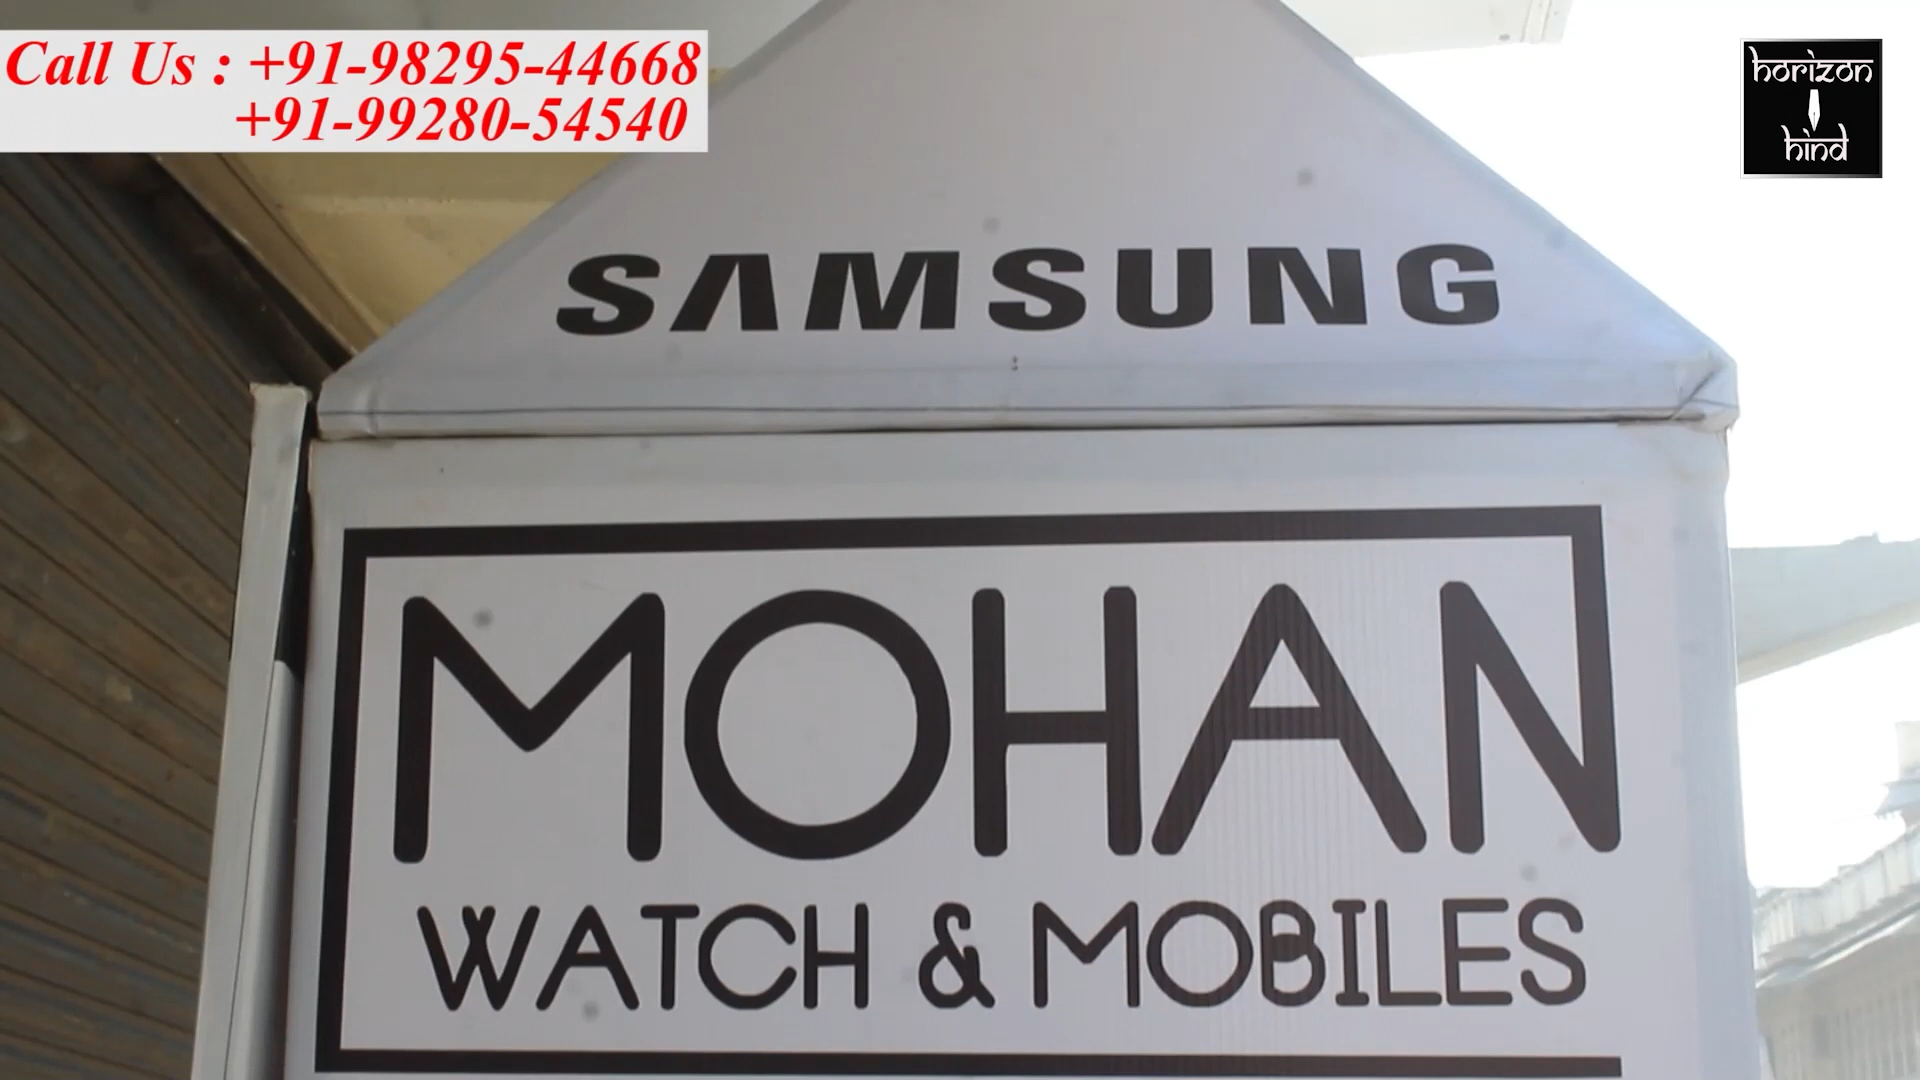 Call Us : +91-98295-44668
+91-99280-54540
horizon
hind
SAMSUNG
MOHAN
WATCH & MOBILES